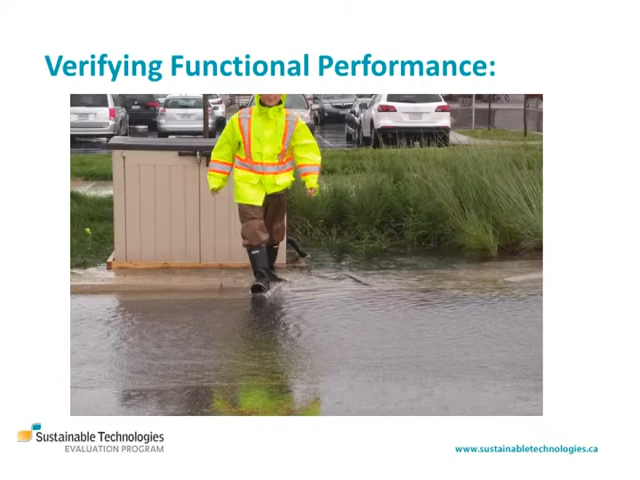 Verifying Functional Performance:
Sustainable Technologies
EVALUATION PROGRAM
www.sustainabletechnologies.ca